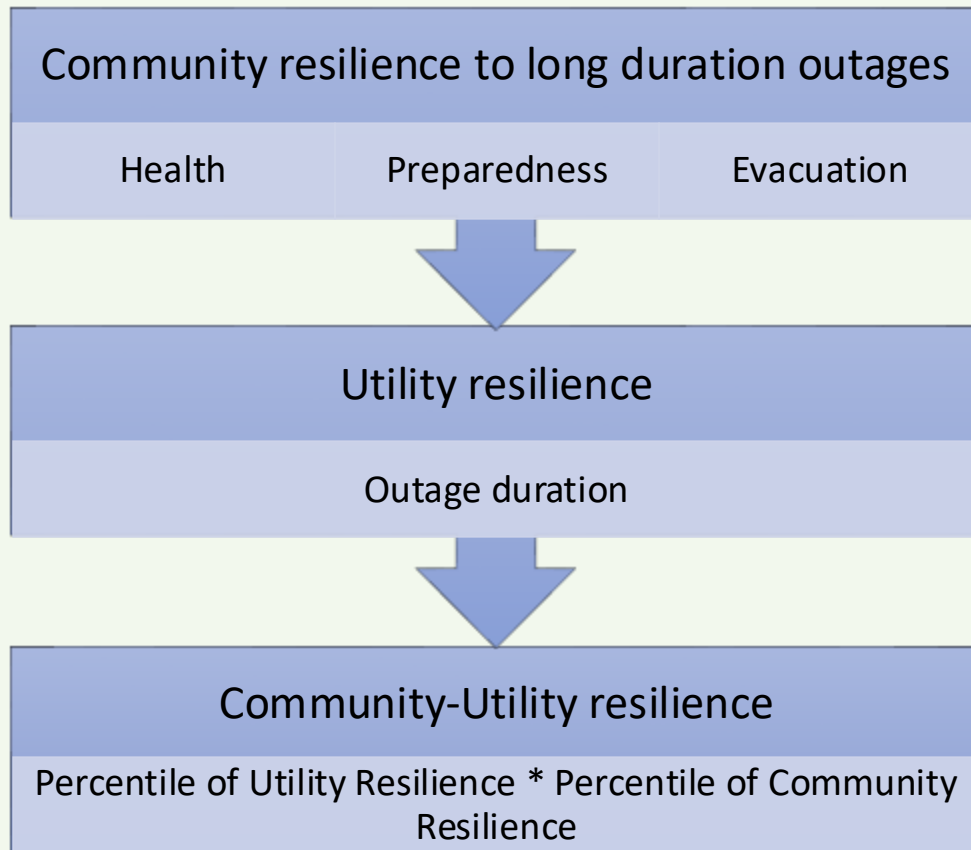 Community resilience to long duration outages
Health Preparedness Evacuation
Utility resilience
Outage duration
Community-Utility resilience
Percentile of Utility Resilience * Percentile of Community
Resilience